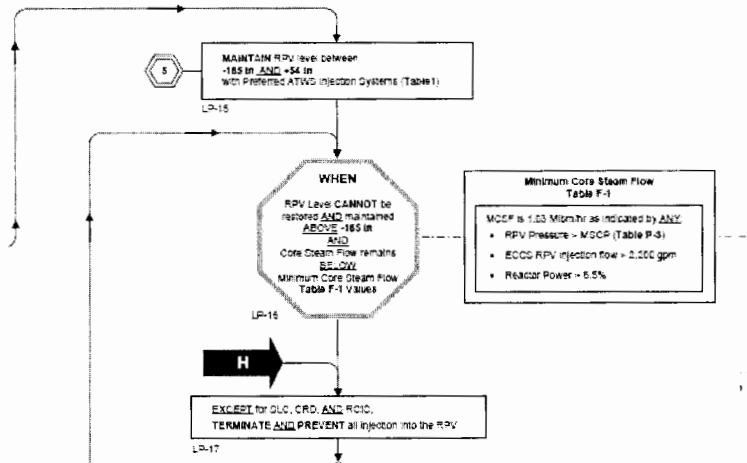 MAINTAIN RPV level between
-185 in AND +54 in
with Preferred ATWS Injection Systems (Table1)
5
LP-15
WHEN
RPV Level CANNOT be
restored AND maintained
ABOVE -185 in
AND
Core Steam Flow remains
BELOW
Minimum Core Steam Flow
Table F-1 Values
LP-16
Minimum Core Steam Flow
Table F-1
MCSF is 1.03 Mlbm/hr as indicated by ANY:
• RPV Pressure > MSCP (Table P-3)
• ECCS RPV injection flow > 2,200 gpm
• Reactor Power > 6.5%
H
EXCEPT for SLC, CRD, AND RCIC,
TERMINATE AND PREVENT all injection into the RPV
LP-17